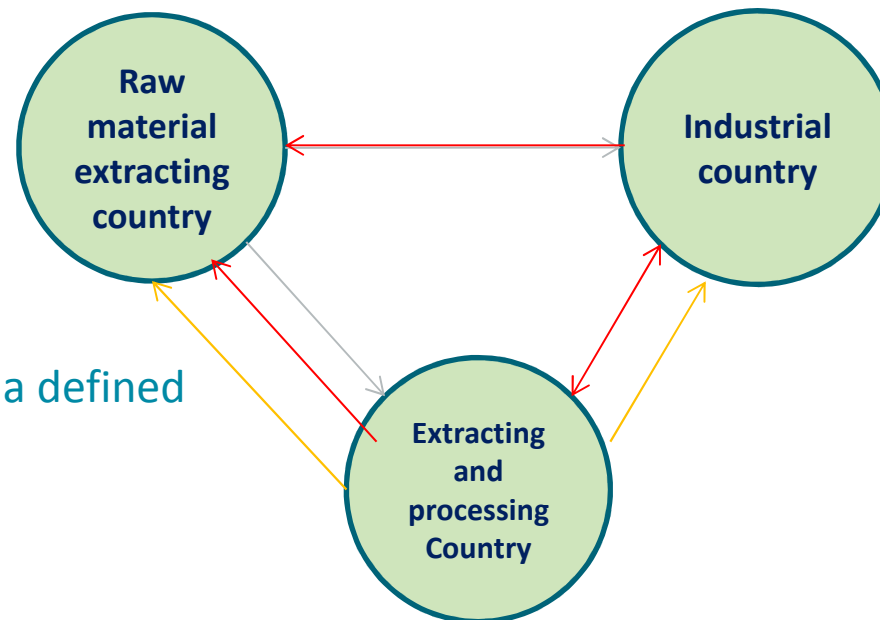 Raw
material
extracting
country
Industrial
country
a defined
Extracting
and
processing
Country